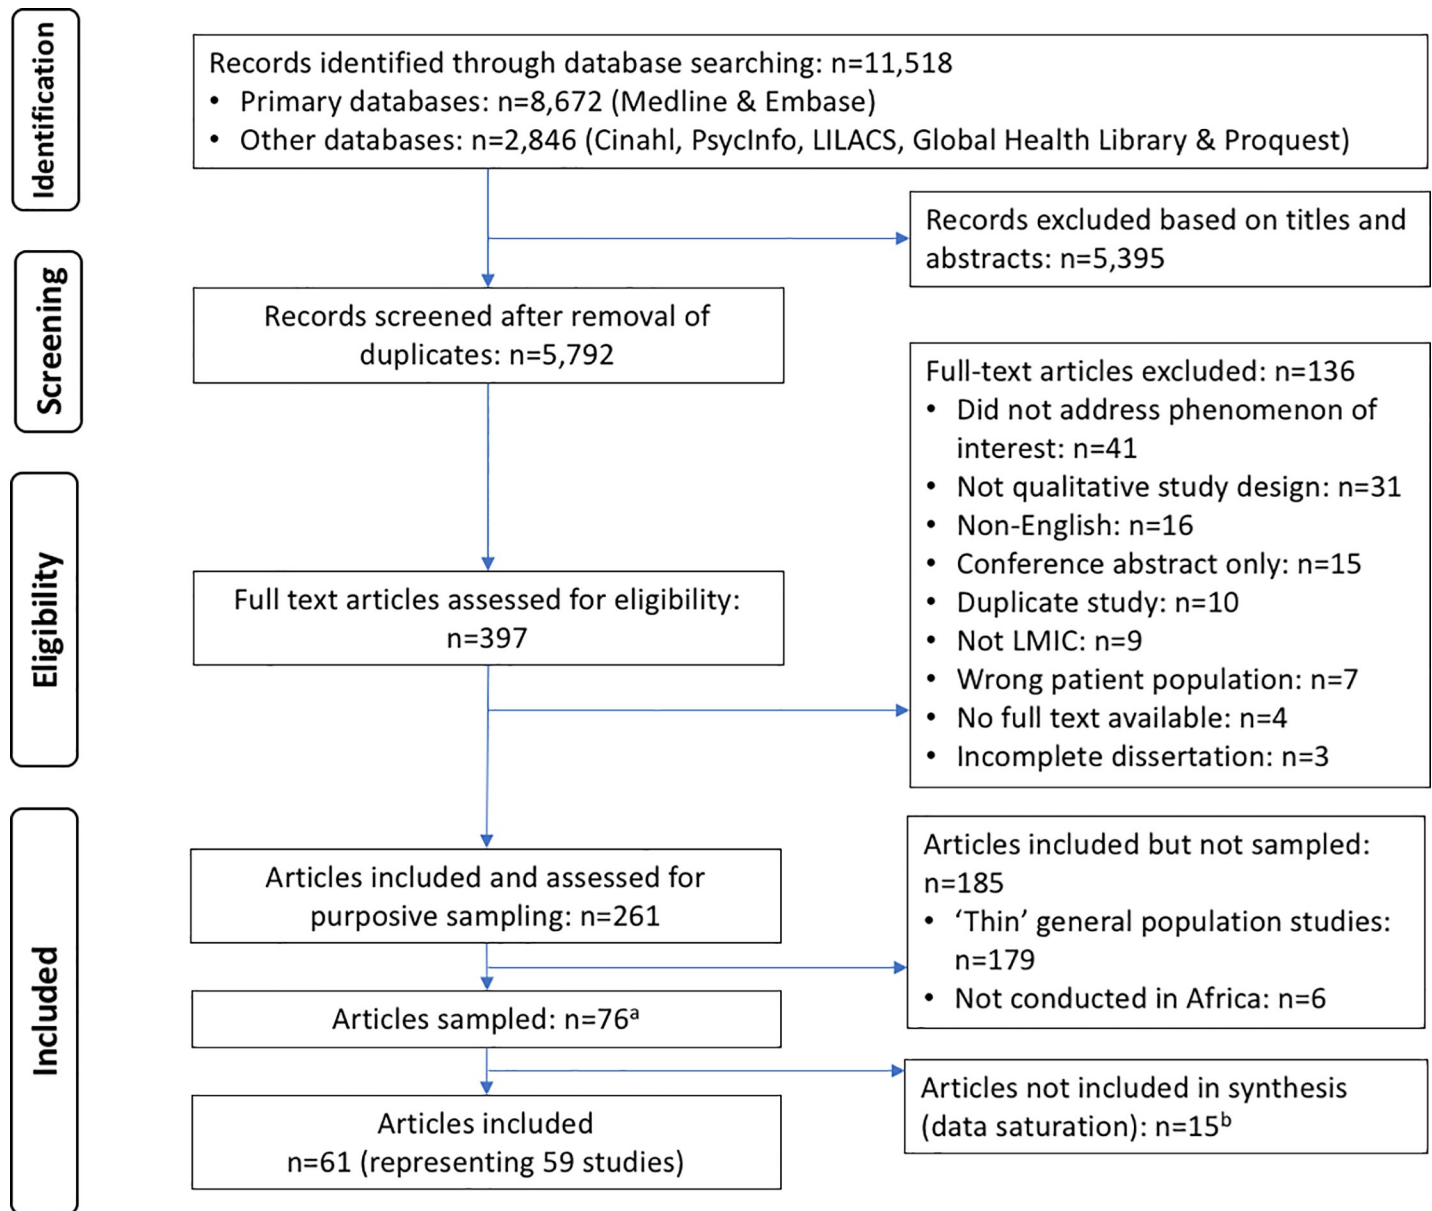 Identification
Records identified through database searching: n=11,518
• Primary databases: n=8,672 (Medline & Embase)
• Other databases: n=2,846 (Cinahl, PsycInfo, LILACS, Global Health Library & Proquest)
Records excluded based on titles and
abstracts: n=5,395
Screening
Records screened after removal of
duplicates: n=5,792
Full-text articles excluded: n=136
• Did not address phenomenon of
interest: n=41
• Not qualitative study design: n=31
• Non-English: n=16
• Conference abstract only: n=15
• Duplicate study: n=10
• Not LMIC: n=9
• Wrong patient population: n=7
• No full text available: n=4
• Incomplete dissertation: n=3
Eligibility
Full text articles assessed for eligibility:
n=397
Included
Articles included and assessed for
purposive sampling: n=261
Articles included but not sampled:
n=185
• ‘Thin’ general population studies:
n=179
• Not conducted in Africa: n=6
Articles sampled: n=76ᵃ
Articles not included in synthesis
(data saturation): n=15ᵇ
Articles included
n=61 (representing 59 studies)